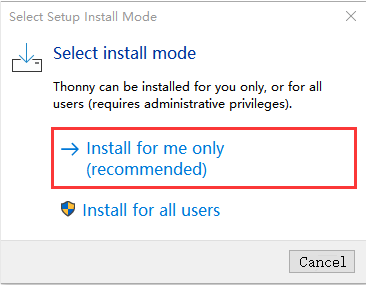 Select Setup Install Mode
Select install mode
Thonny can be installed for you only, or for all
users (requires administrative privileges).
Install for me only
(recommended)
Install for all users
Cancel